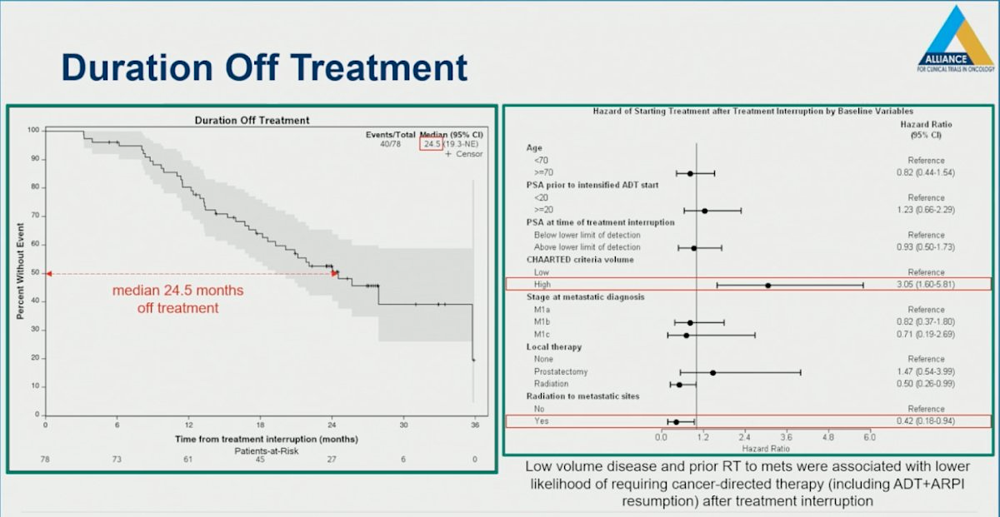 Duration Off Treatment
ALLIANCE
FOR CLINICAL TRIALS IN ONCOLOGY
Duration Off Treatment
Events/Total Median (95% CI)
40/78 24.5 (19.3-NE)
+ Censor
Percent Without Event
100
90
80
70
60
50
40
30
20
10
0
median 24.5 months
off treatment
0 6 12 18 24 30 36
Time from treatment interruption (months)
Patients-at-Risk
78 73 61 45 27 6 0
Hazard of Starting Treatment after Treatment Interruption by Baseline Variables
Hazard Ratio
(95% CI)
Age
<70 Reference
>=70 0.82 (0.44-1.54)
PSA prior to intensified ADT start
<20 Reference
>=20 1.23 (0.66-2.29)
PSA at time of treatment interruption
Below lower limit of detection Reference
Above lower limit of detection 0.93 (0.50-1.73)
CHAARTED criteria volume
Low Reference
High 3.05 (1.60-5.81)
Stage at metastatic diagnosis
M1a Reference
M1b 0.82 (0.37-1.80)
M1c 0.71 (0.19-2.69)
Local therapy
None Reference
Prostatectomy 1.47 (0.54-3.99)
Radiation 0.50 (0.26-0.99)
Radiation to metastatic sites
No Reference
Yes 0.42 (0.18-0.94)
0.0 1.2 2.4 3.6 4.8 6.0
Hazard Ratio
Low volume disease and prior RT to mets were associated with lower
likelihood of requiring cancer-directed therapy (including ADT+ARPI
resumption) after treatment interruption